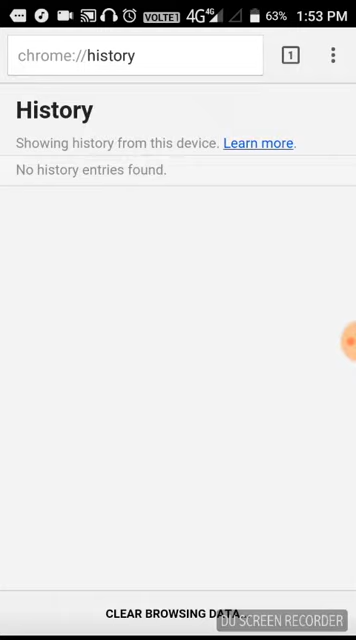 VOLTE1 4G 4G 63% 1:53 PM
chrome://history 1
History
Showing history from this device. Learn more.
No history entries found.
CLEAR BROWSING DATA...
DU SCREEN RECORDER